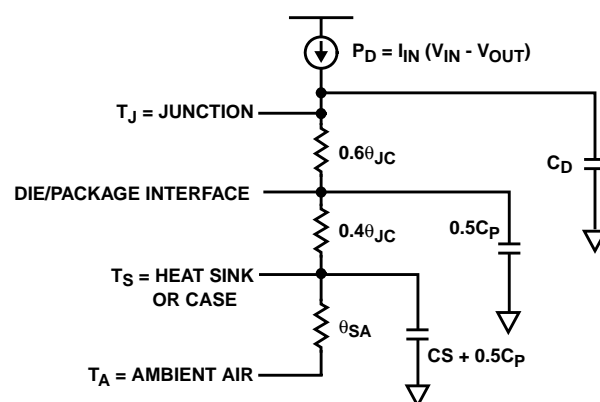 P_D = I_IN (V_IN - V_OUT)
T_J = JUNCTION
0.6θ_JC
C_D
DIE/PACKAGE INTERFACE
0.5C_P
0.4θ_JC
T_S = HEAT SINK
OR CASE
θ_SA
CS + 0.5C_P
T_A = AMBIENT AIR